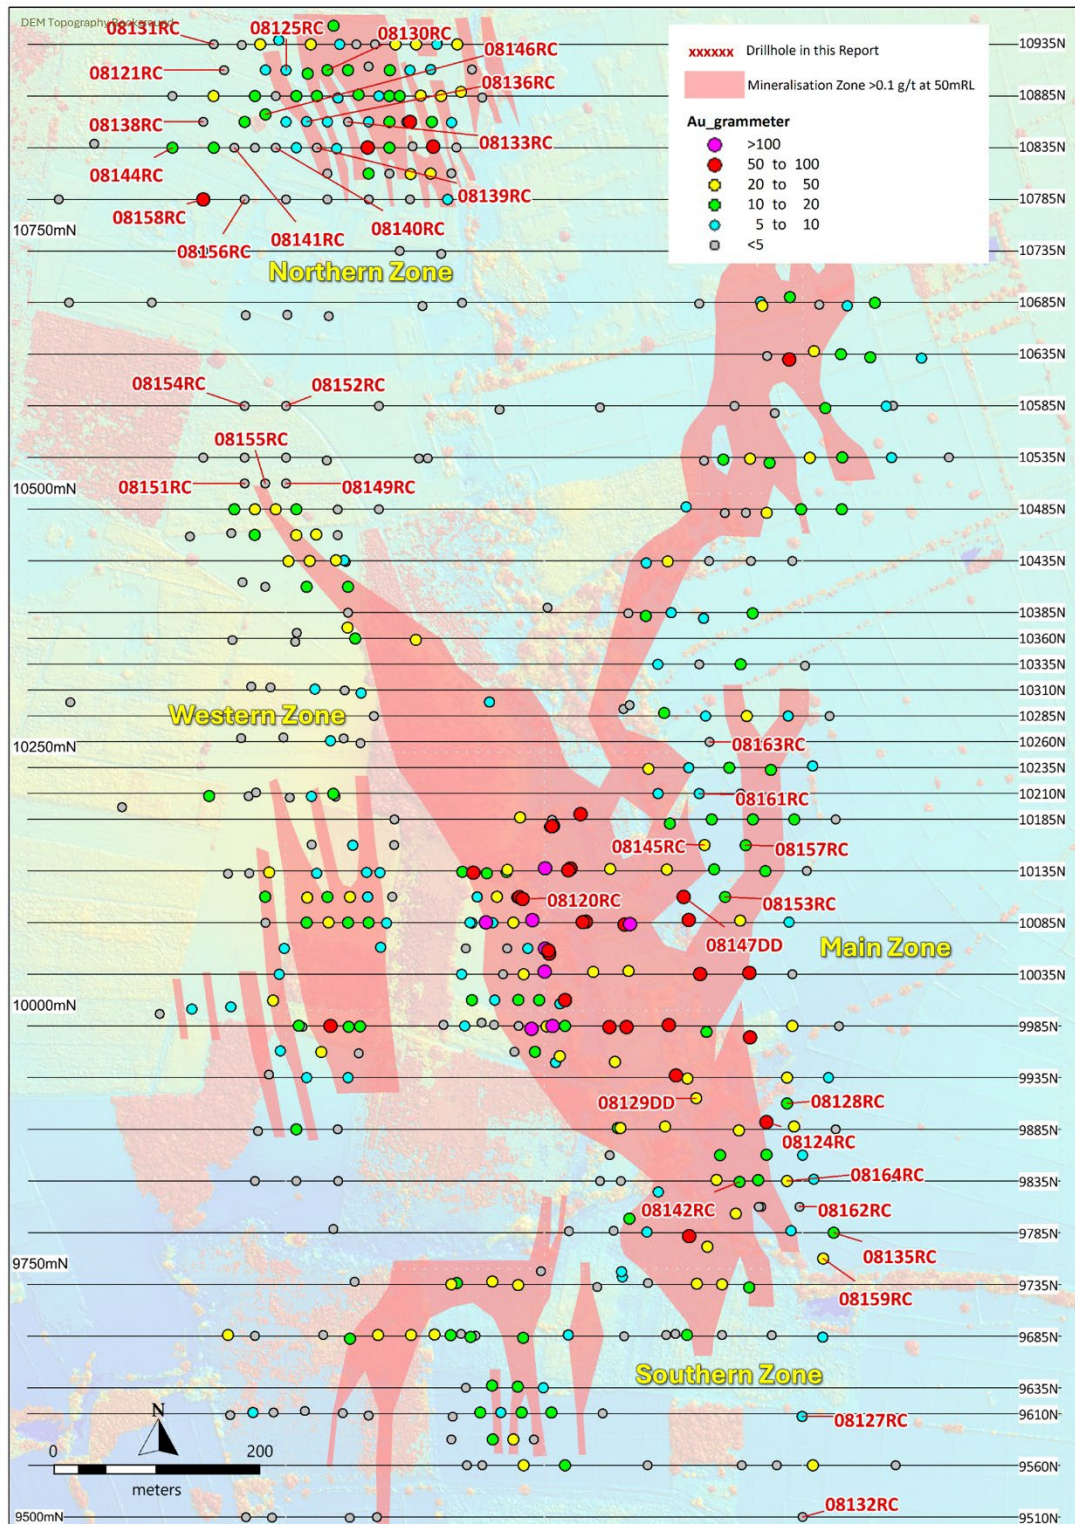 DEM Topography Background
08131RC
08125RC
08130RC
08146RC
10935N
08121RC
08136RC
10885N
08138RC
08133RC
10835N
08144RC
08139RC
08158RC
10785N
08156RC
08141RC
08140RC
10750mN
10735N
Northern Zone
xxxxxx Drillhole in this Report
Mineralisation Zone >0.1 g/t at 50mRL
Au_grammeter
>100
50 to 100
20 to 50
10 to 20
5 to 10
<5
10685N
10635N
08154RC
08152RC
10585N
08155RC
10535N
08151RC
08149RC
10500mN
10485N
10435N
10385N
10360N
10335N
10310N
Western Zone
10285N
10250mN
08163RC
10260N
10235N
08161RC
10210N
10185N
08145RC
08157RC
10135N
08120RC
08153RC
10085N
08147DD
Main Zone
10035N
10000mN
9985N
9935N
08129DD
08128RC
08124RC
9885N
08164RC
9835N
08142RC
08162RC
9785N
08135RC
9750mN
08159RC
9735N
9685N
Southern Zone
9635N
9610N
08127RC
N
0 200
meters
9560N
08132RC
9500mN
9510N